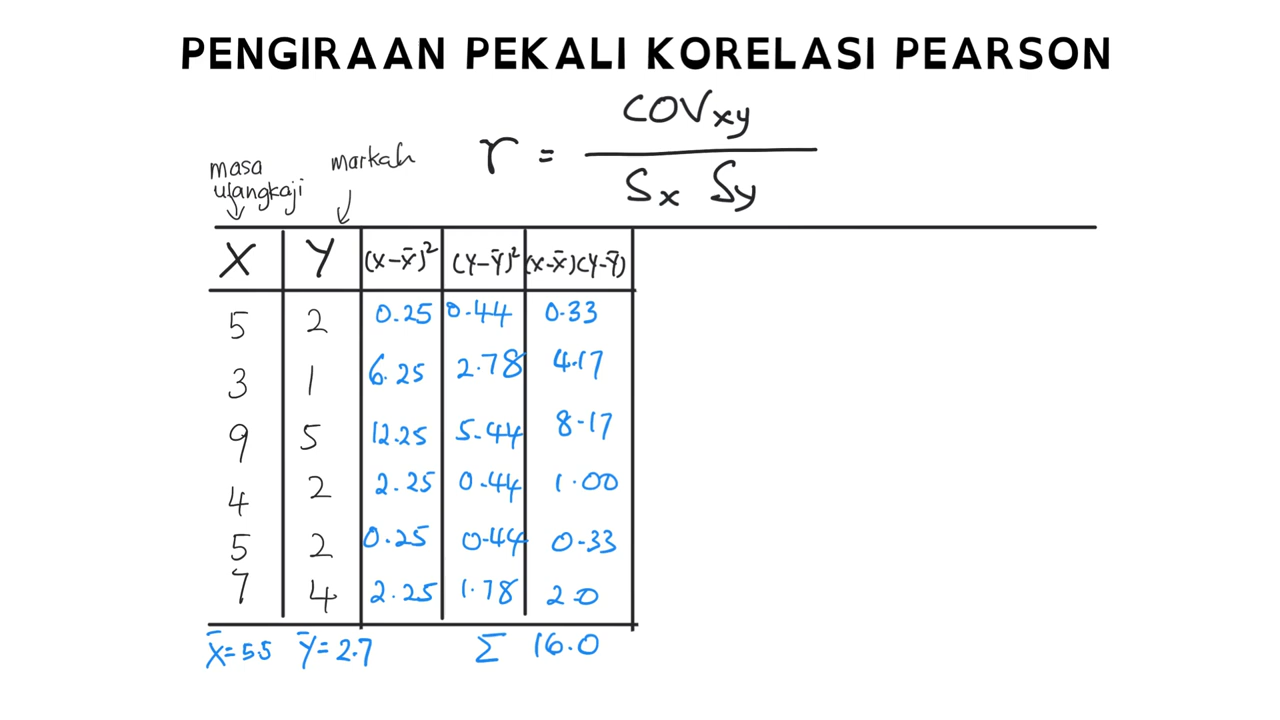 PENGIRAAN PEKALI KORELASI PEARSON
r = COVxy / Sx Sy
masa
ulangkaji
markah
X Y (X-X̄)² (Y-Ȳ)² (X-X̄)(Y-Ȳ)
5 2 0.25 0.44 0.33
3 1 6.25 2.78 4.17
9 5 12.25 5.44 8.17
4 2 2.25 0.44 1.00
5 2 0.25 0.44 0.33
7 4 2.25 1.78 2.0
X̄=5.5 Ȳ=2.7 Σ 16.0